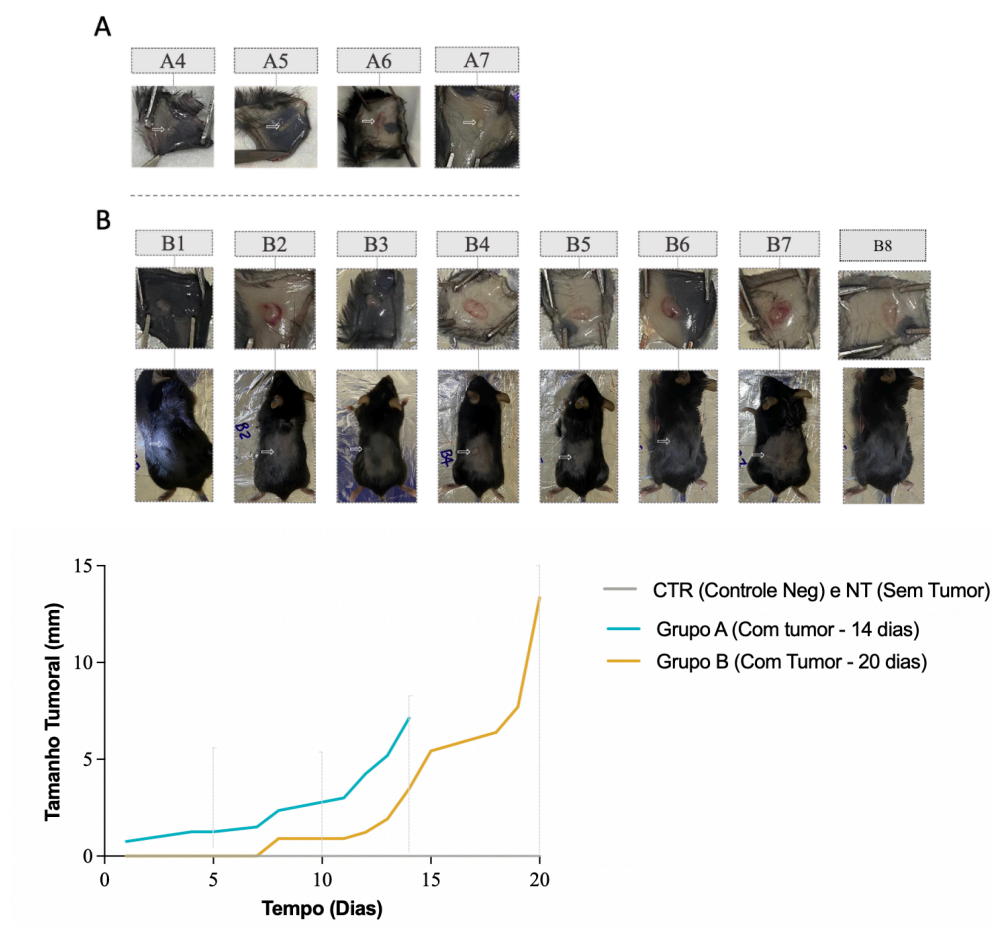 A
A4 A5 A6 A7
B
B1 B2 B3 B4 B5 B6 B7 B8
B2
B4
15
10
5
0
0 5 10 15 20
Tamanho Tumoral (mm)
Tempo (Dias)
CTR (Controle Neg) e NT (Sem Tumor)
Grupo A (Com tumor - 14 dias)
Grupo B (Com Tumor - 20 dias)